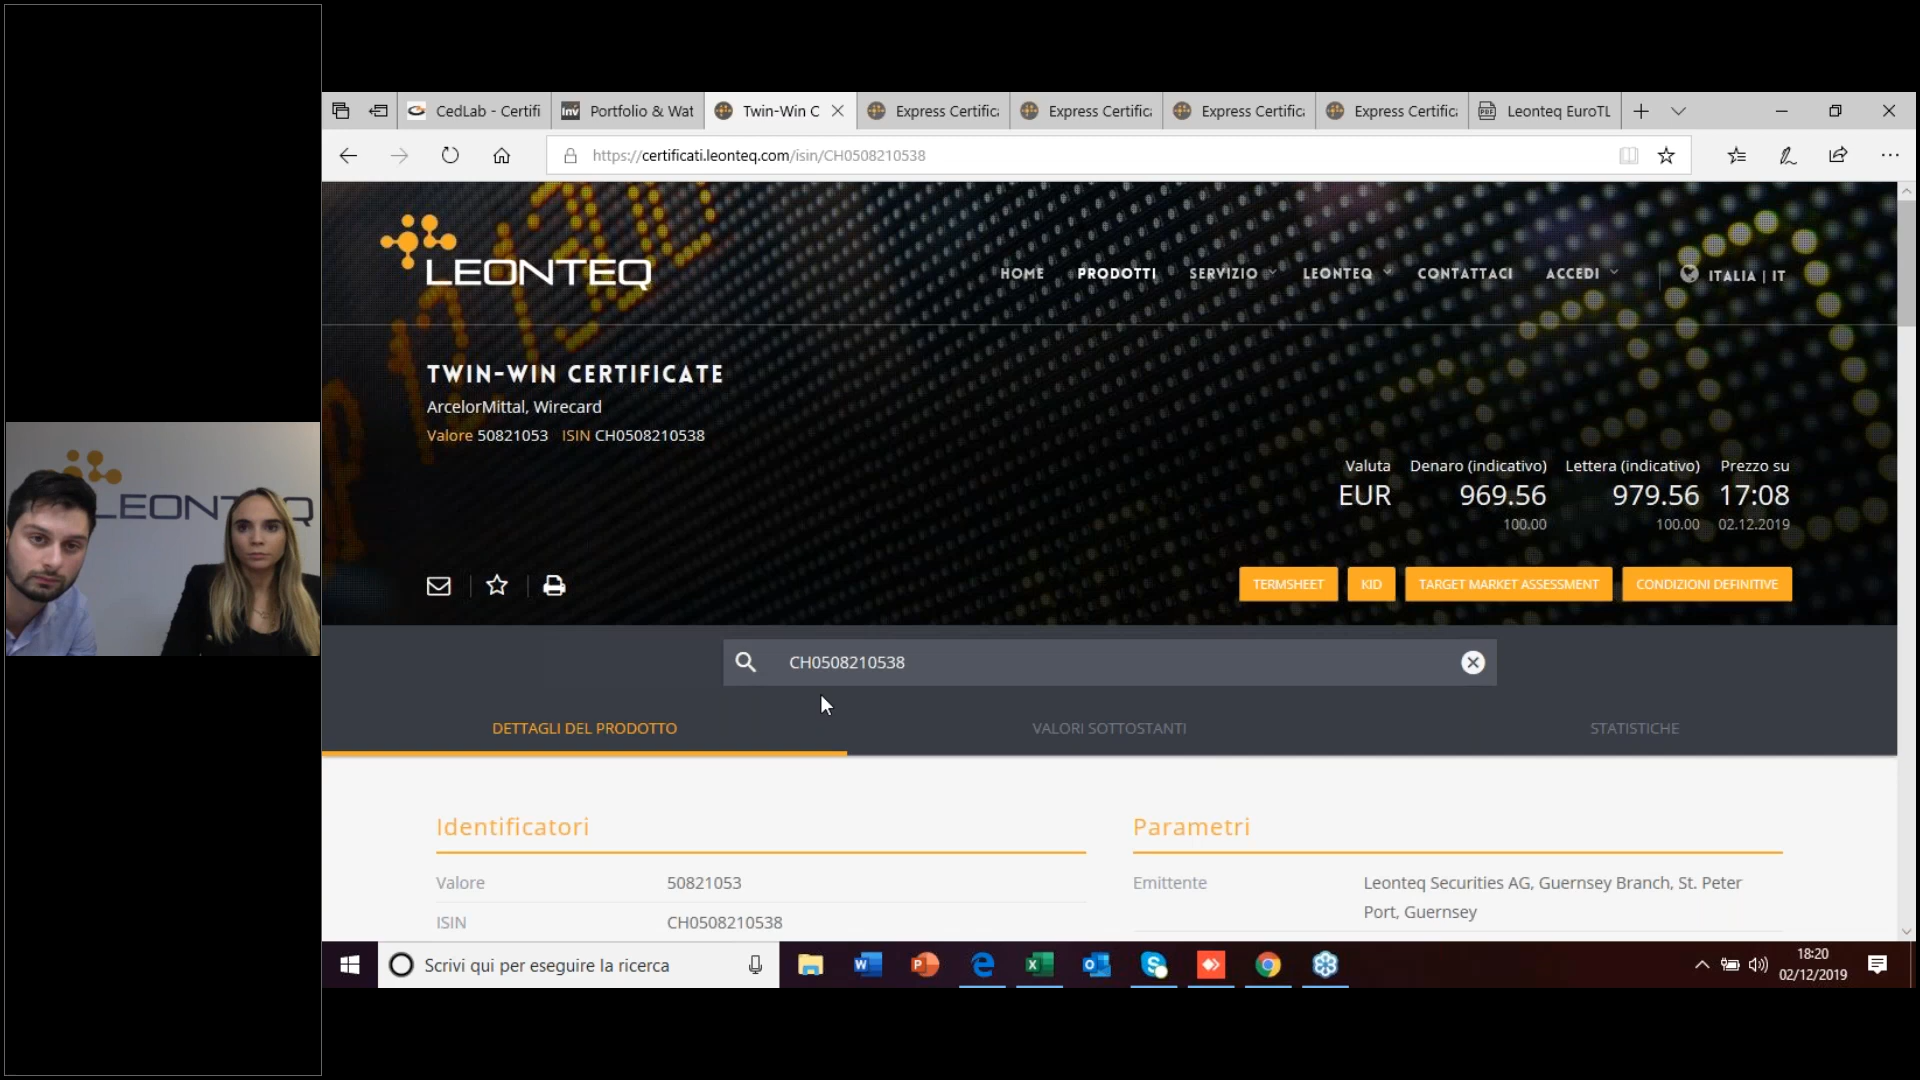 CedLab - Certifi
Portfolio & Wat
Twin-Win C
Express Certific
Express Certific
Express Certific
Express Certific
Leonteq EuroTL
https://certificati.leonteq.com/isin/CH0508210538
LEONTEQ
HOME
PRODOTTI
SERVIZIO
LEONTEQ
CONTATTACI
ACCEDI
ITALIA | IT
TWIN-WIN CERTIFICATE
ArcelorMittal, Wirecard
Valore 50821053 ISIN CH0508210538
Valuta Denaro (indicativo) Lettera (indicativo) Prezzo su
EUR 969.56 979.56 17:08
100.00 100.00 02.12.2019
TERMSHEET
KID
TARGET MARKET ASSESSMENT
CONDIZIONI DEFINITIVE
LEONTEQ
CH0508210538
DETTAGLI DEL PRODOTTO
VALORI SOTTOSTANTI
STATISTICHE
Identificatori
Valore 50821053
ISIN CH0508210538
Parametri
Emittente Leonteq Securities AG, Guernsey Branch, St. Peter
Port, Guernsey
Scrivi qui per eseguire la ricerca
18:20
02/12/2019